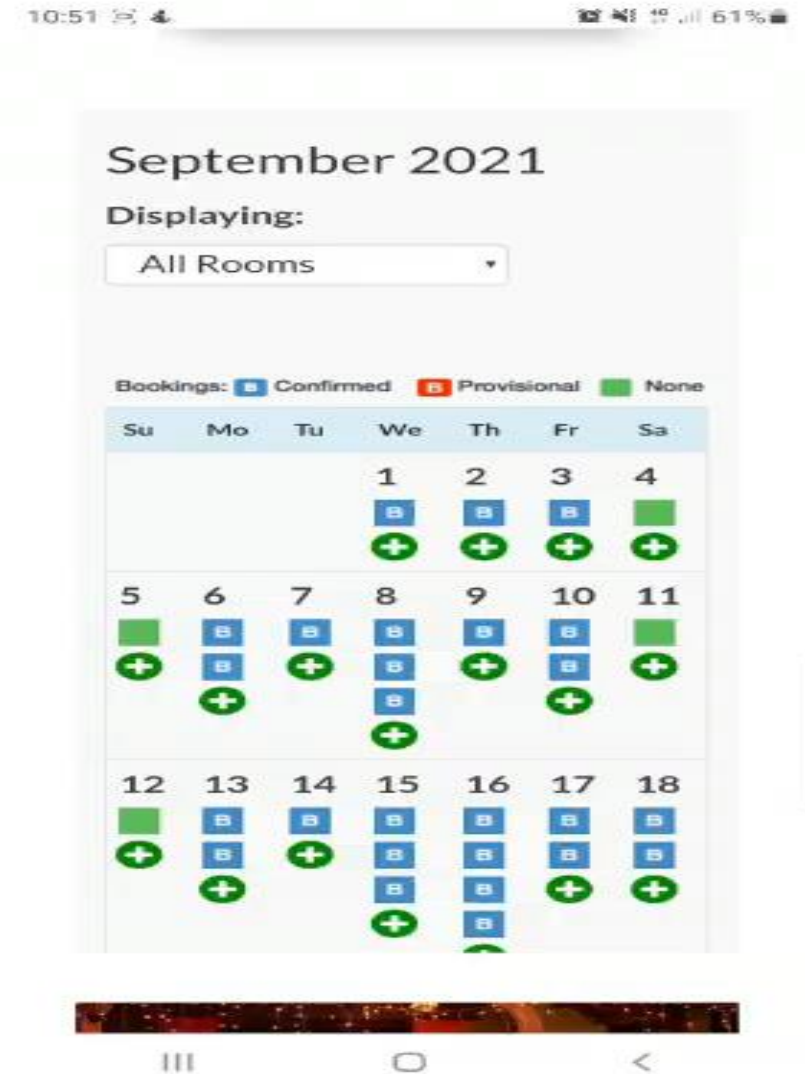 10:51 61%
September 2021
Displaying:
All Rooms
Bookings: B Confirmed B Provisional None
Su Mo Tu We Th Fr Sa
1 2 3 4
B B B
5 6 7 8 9 10 11
B B B B B
B B B
B
12 13 14 15 16 17 18
B B B B B B
B B B B B
B B
B